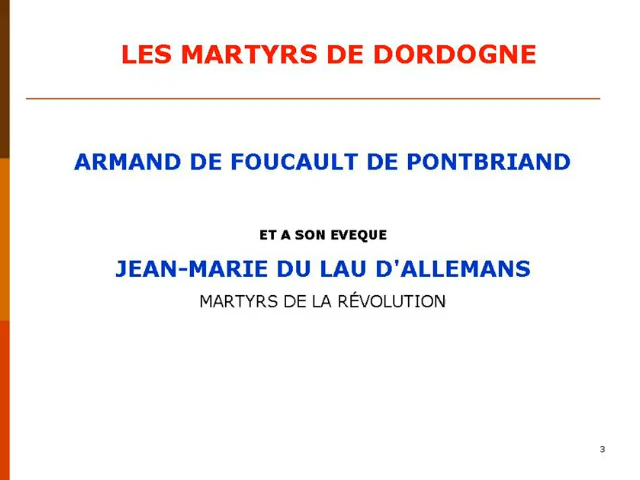 LES MARTYRS DE DORDOGNE
ARMAND DE FOUCAULT DE PONTBRIAND
ET A SON EVEQUE
JEAN-MARIE DU LAU D'ALLEMANS
MARTYRS DE LA RÉVOLUTION
3